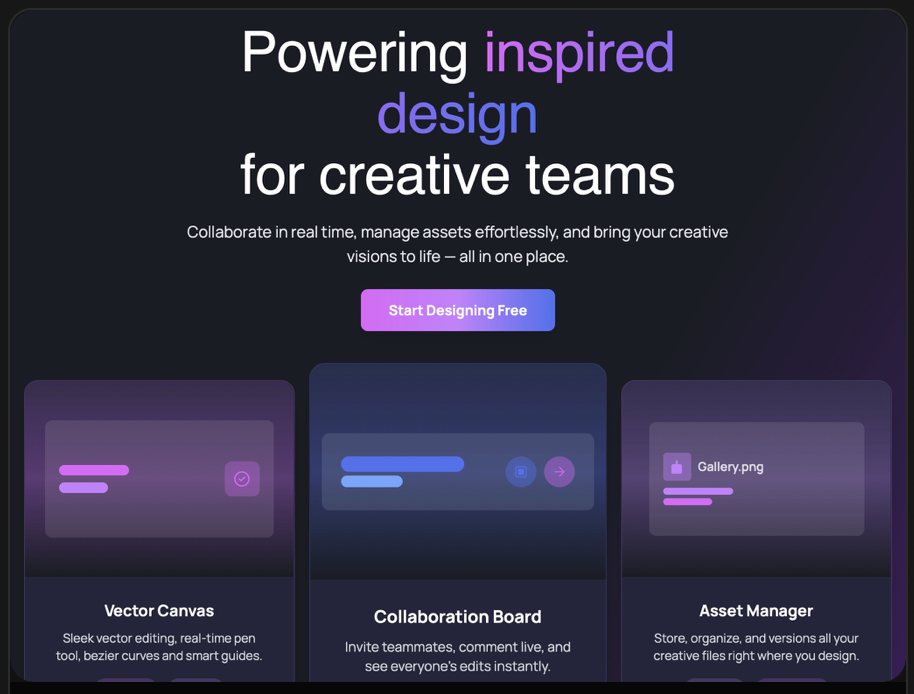 Powering inspired
design
for creative teams
Collaborate in real time, manage assets effortlessly, and bring your creative
visions to life — all in one place.
Start Designing Free
Gallery.png
Vector Canvas
Sleek vector editing, real-time pen
tool, bezier curves and smart guides.
Collaboration Board
Invite teammates, comment live, and
see everyone's edits instantly.
Asset Manager
Store, organize, and versions all your
creative files right where you design.